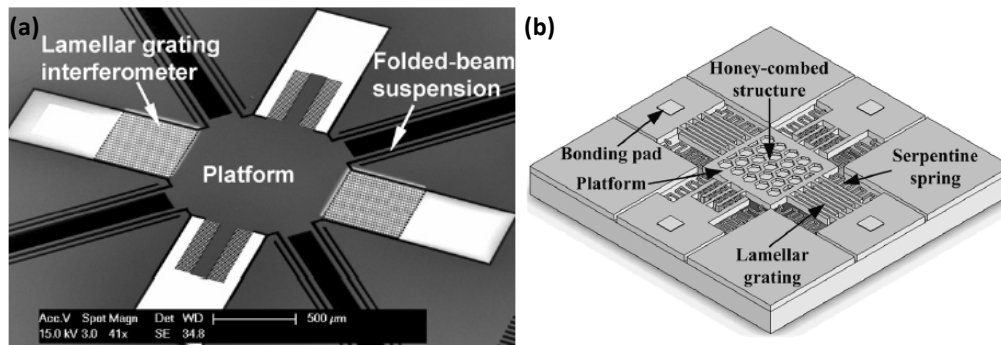 (a)
Lamellar grating
interferometer
Folded-beam
suspension
Platform
Acc.V Spot Magn Det WD 500 µm
15.0 kV 3.0 41x SE 34.8
(b)
Honey-combed
structure
Bonding pad
Platform
Serpentine
spring
Lamellar
grating